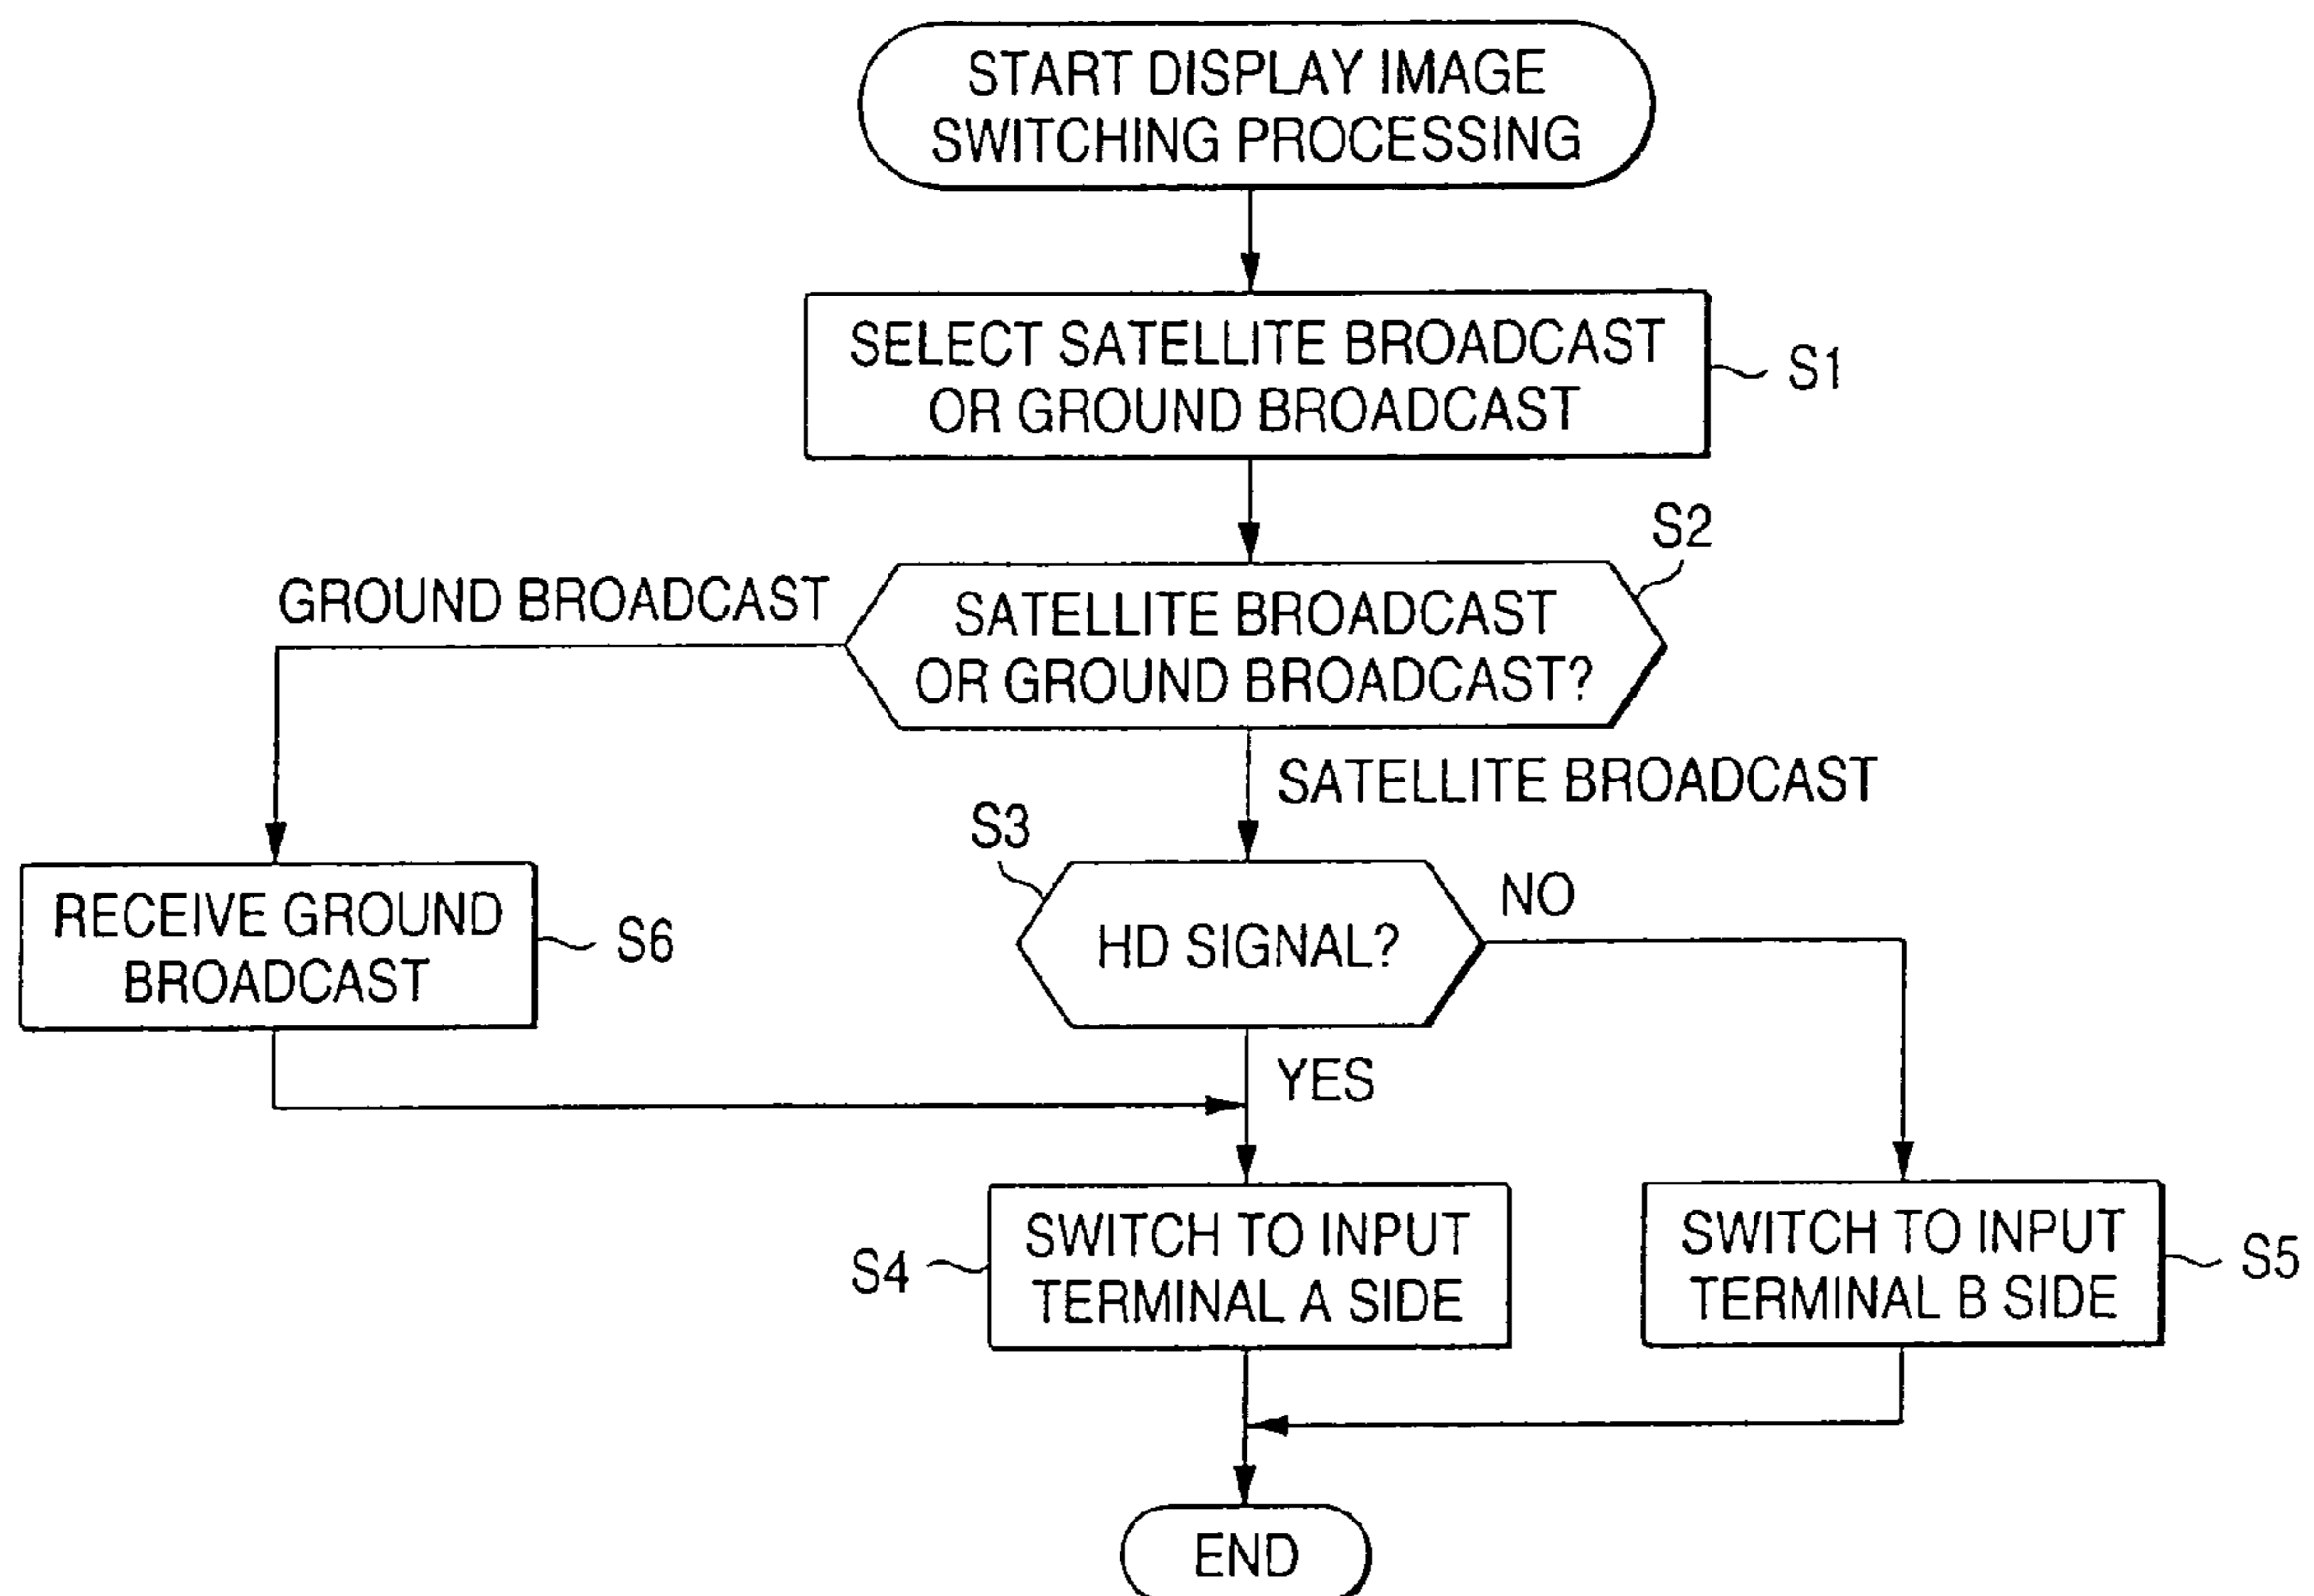 START DISPLAY IMAGE
SWITCHING PROCESSING
SELECT SATELLITE BROADCAST
OR GROUND BROADCAST
S1
S2
GROUND BROADCAST
SATELLITE BROADCAST
OR GROUND BROADCAST?
SATELLITE BROADCAST
S3
HD SIGNAL?
NO
RECEIVE GROUND
BROADCAST
S6
YES
S4
SWITCH TO INPUT
TERMINAL A SIDE
SWITCH TO INPUT
TERMINAL B SIDE
S5
END